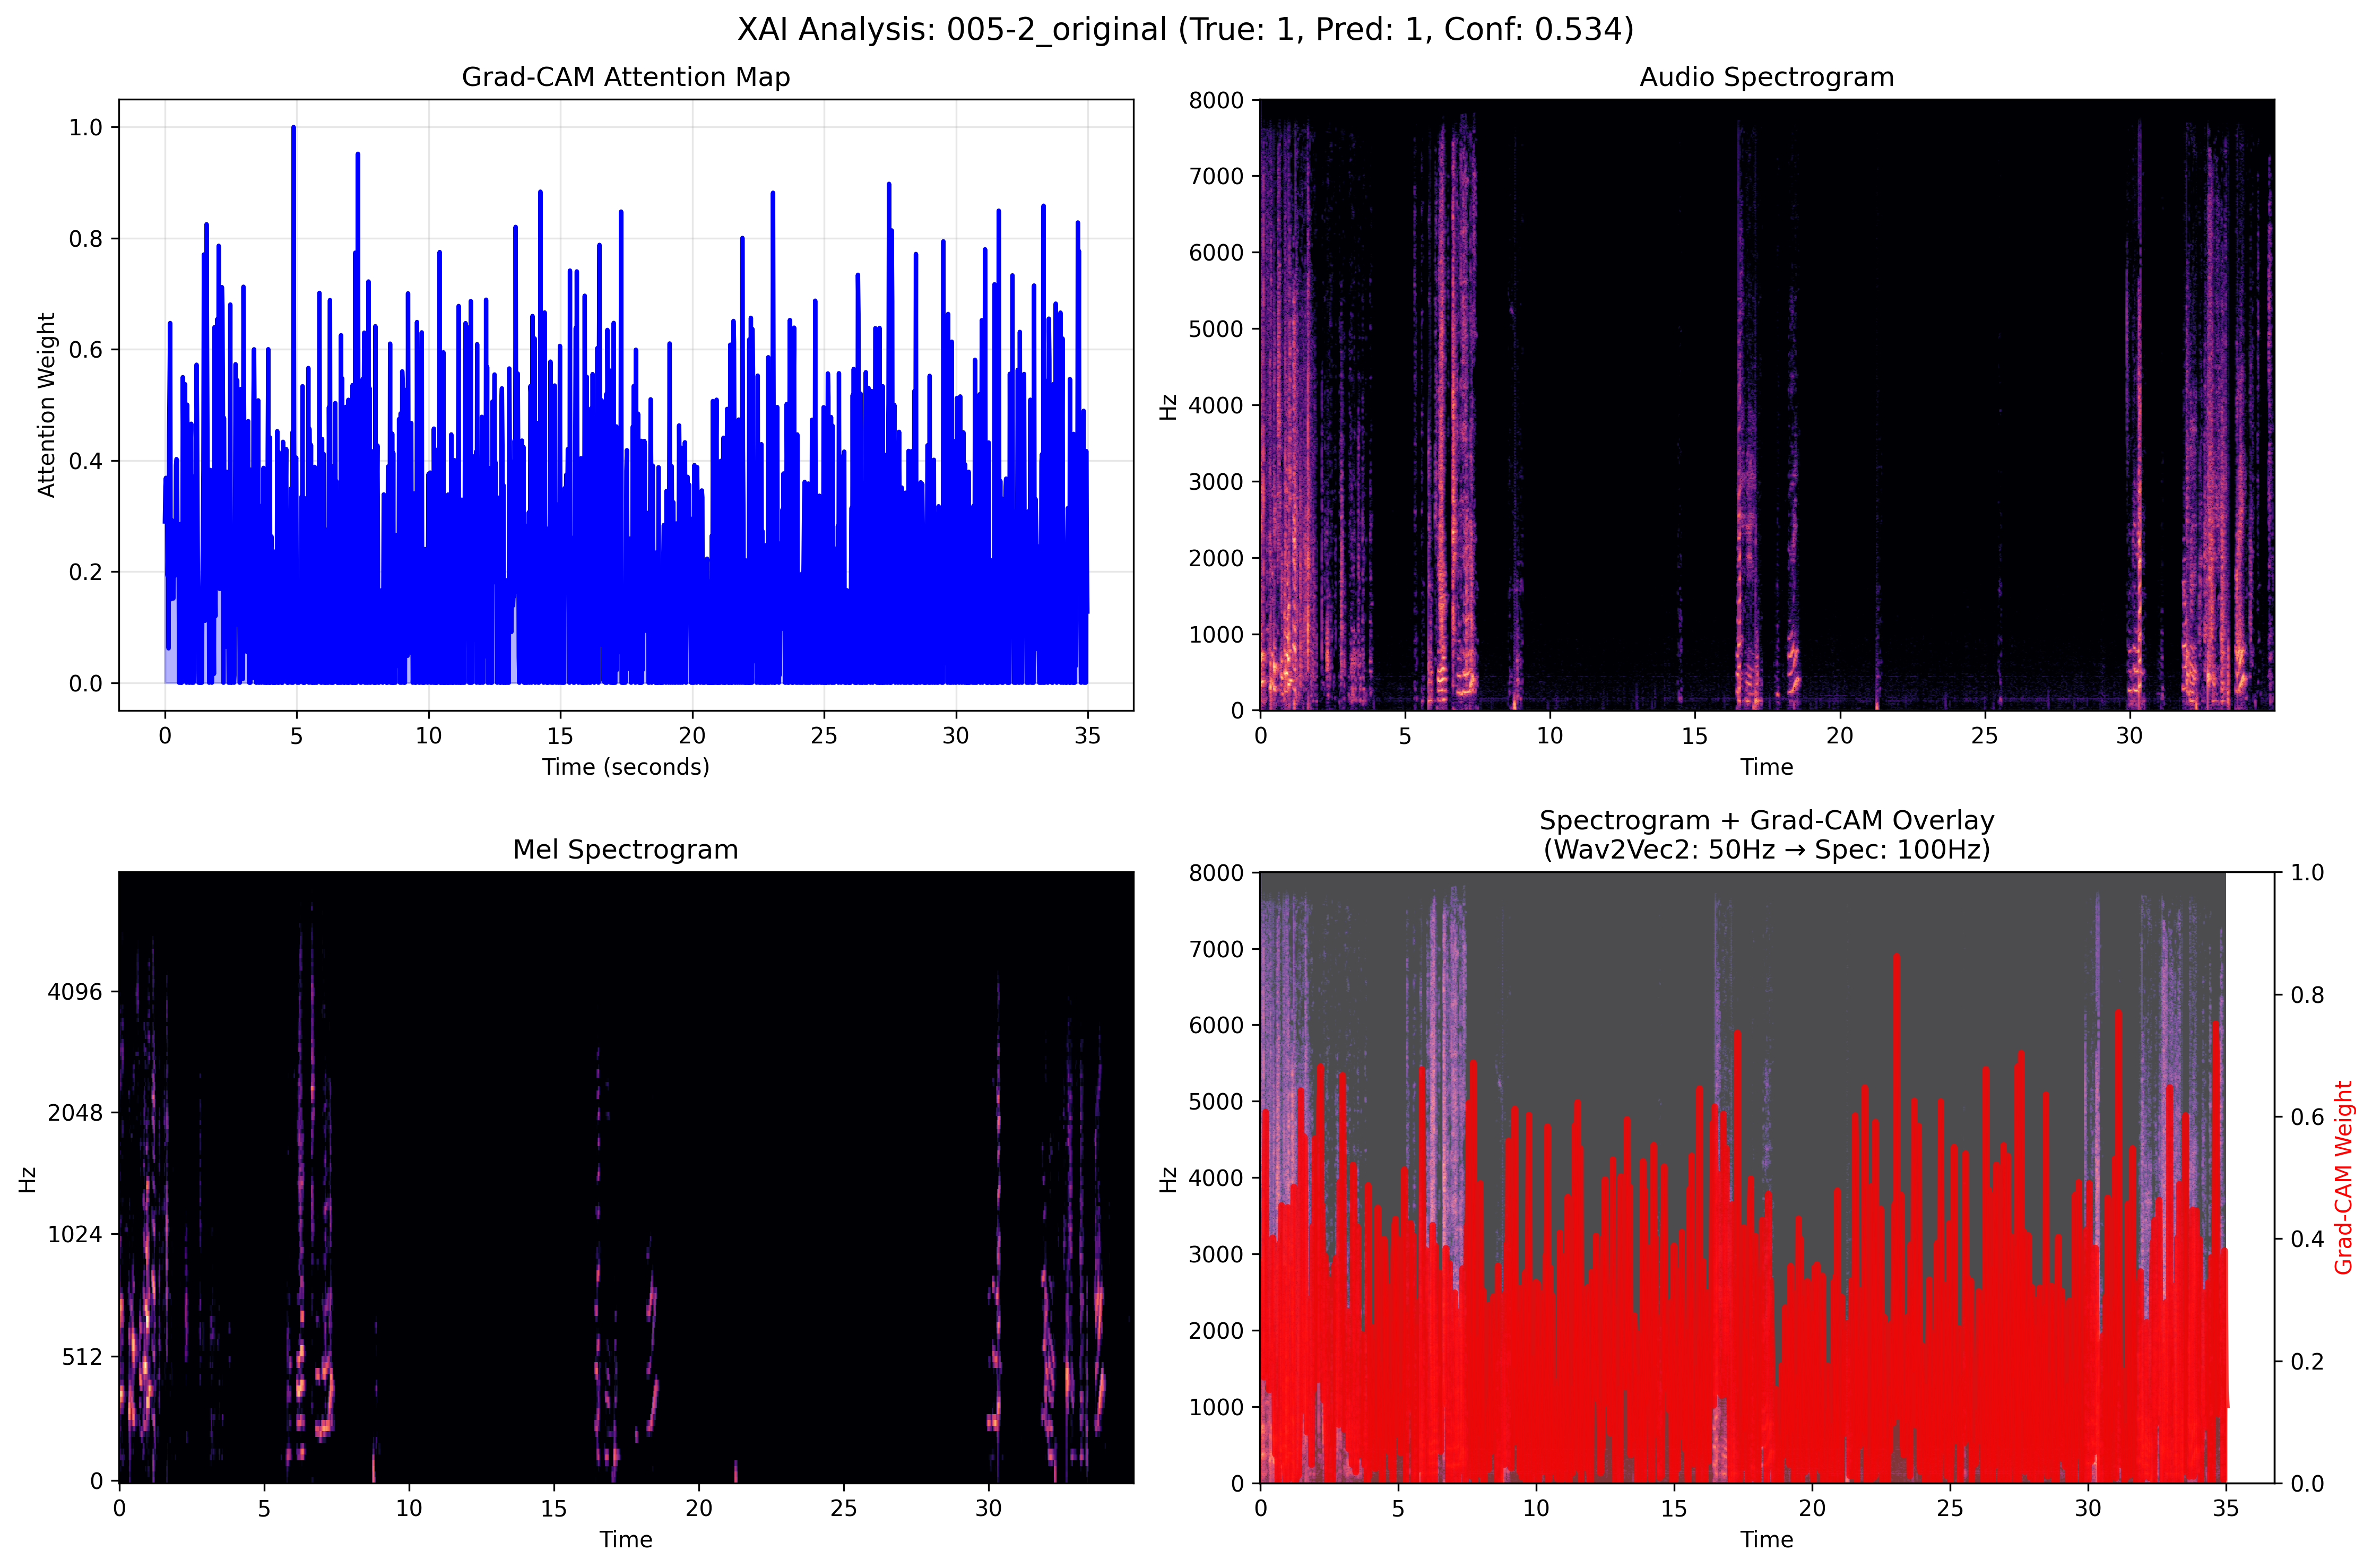 XAI Analysis: 005-2_original (True: 1, Pred: 1, Conf: 0.534)
Grad-CAM Attention Map
1.0
0.8
0.6
0.4
0.2
0.0
Attention Weight
0 5 10 15 20 25 30 35
Time (seconds)
Audio Spectrogram
8000
7000
6000
5000
4000
3000
2000
1000
0
Hz
0 5 10 15 20 25 30
Time
Mel Spectrogram
4096
2048
1024
512
0
Hz
0 5 10 15 20 25 30
Time
Spectrogram + Grad-CAM Overlay
(Wav2Vec2: 50Hz → Spec: 100Hz)
8000
7000
6000
5000
4000
3000
2000
1000
0
Hz
1.0
0.8
0.6
0.4
0.2
0.0
Grad-CAM Weight
0 5 10 15 20 25 30 35
Time